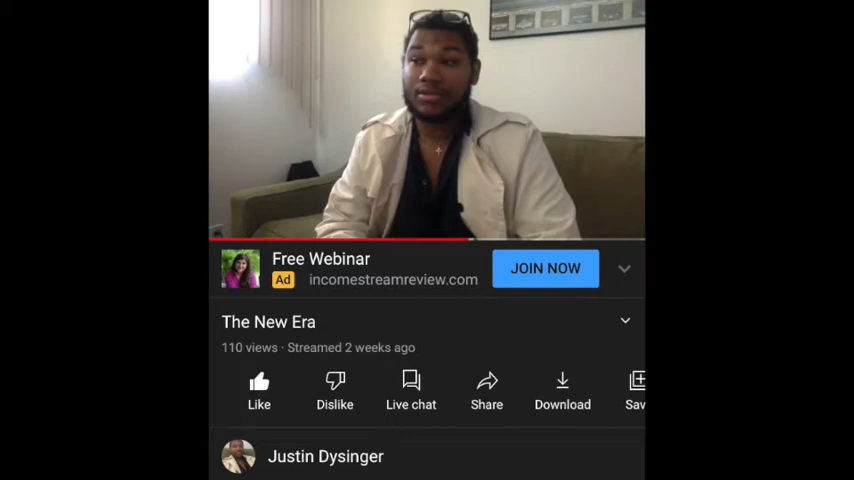 Free Webinar
JOIN NOW
Ad incomestreamreview.com
The New Era
110 views · Streamed 2 weeks ago
Like Dislike Live chat Share Download Sav
Justin Dysinger